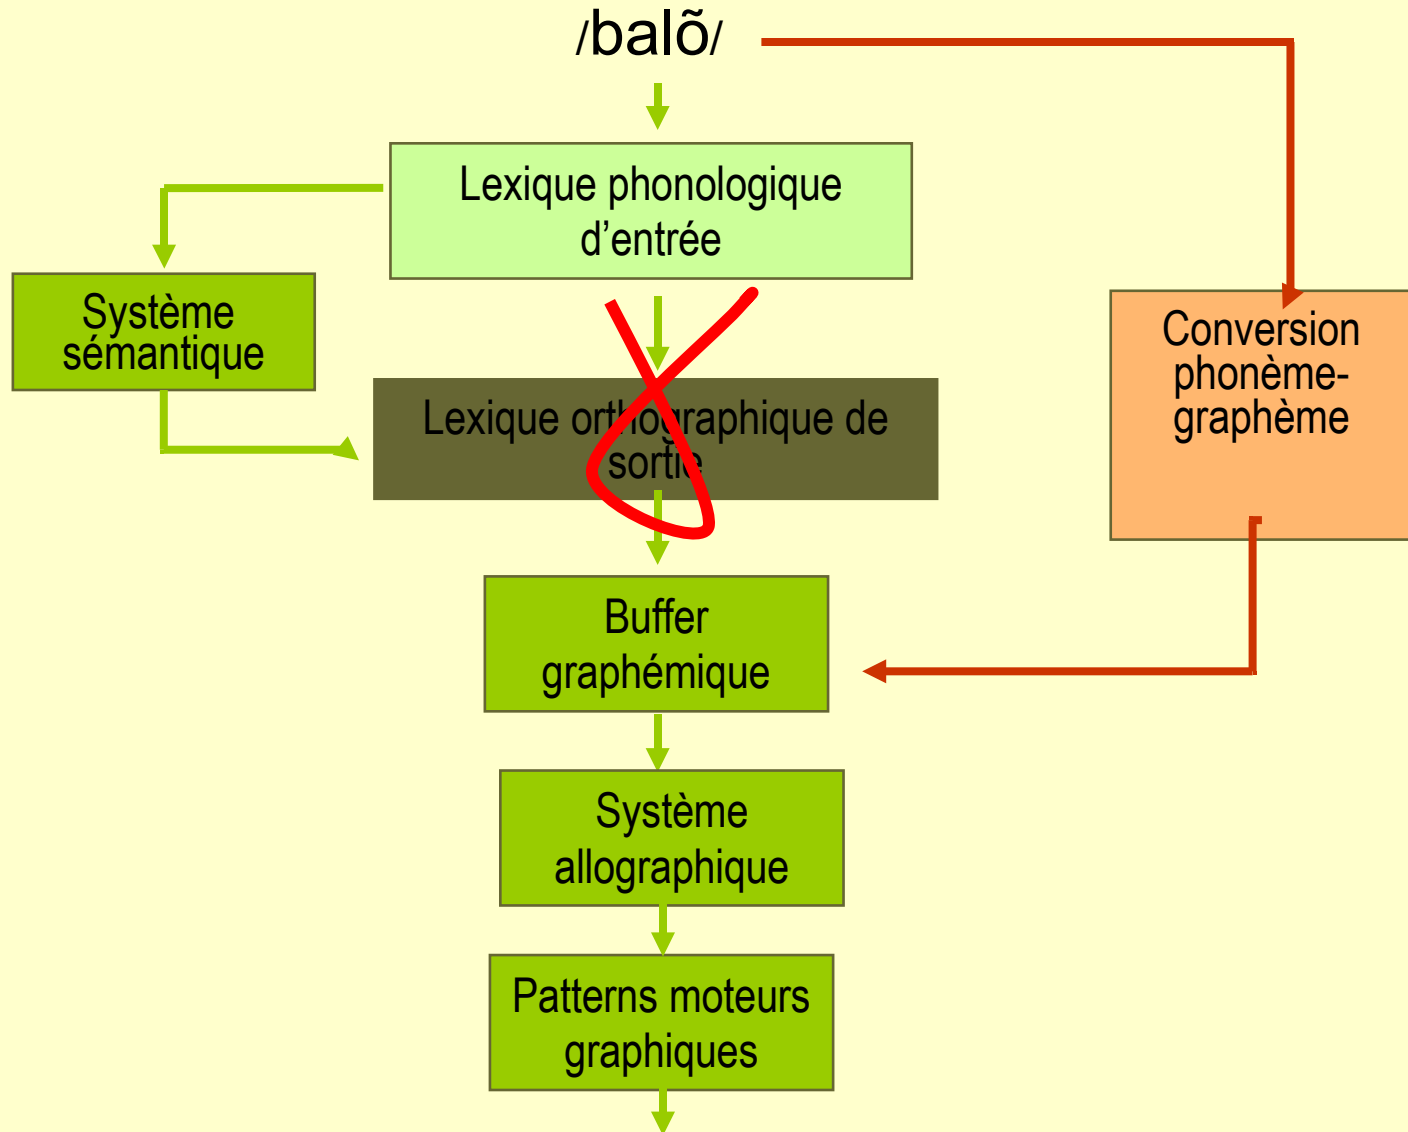 /balõ/
Lexique phonologique
d’entrée
Système
sémantique
Conversion
phonème-
graphème
Lexique orthographique de
sortie
Buffer
graphémique
Système
allographique
Patterns moteurs
graphiques